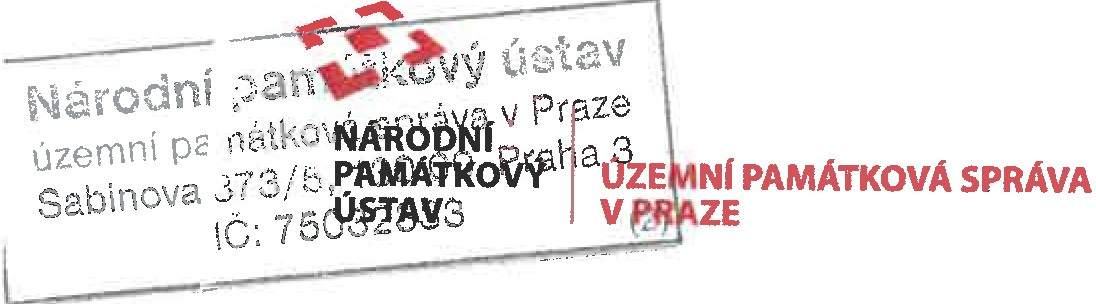 Národní památkový ústav
územní památková správa v Praze
Sabinova 373/5, Praha 3
IČ: 75032333
(2)
NÁRODNÍ
PAMÁTKOVÝ
ÚSTAV
ÚZEMNÍ PAMÁTKOVÁ SPRÁVA
V PRAZE